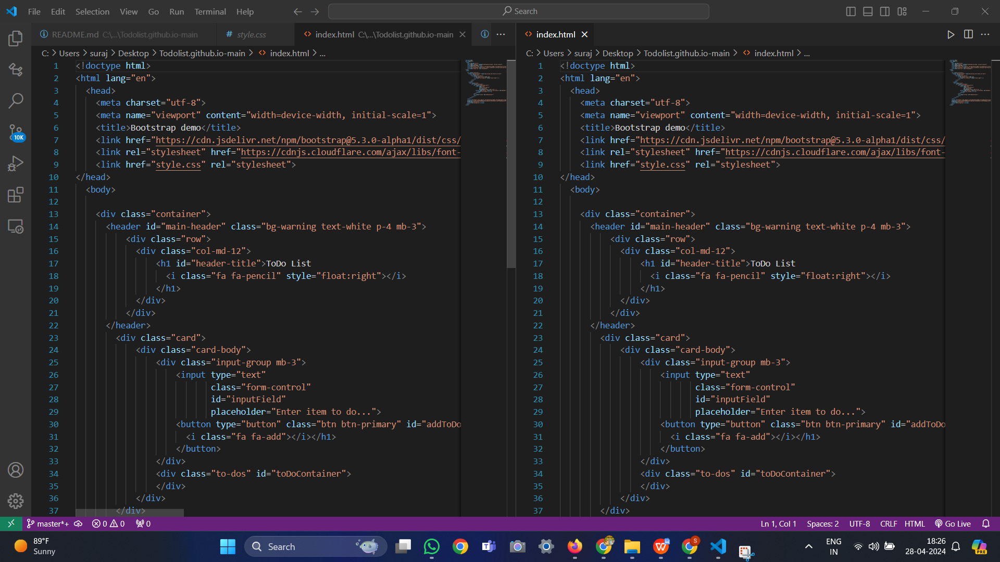 File Edit Selection View Go Run Terminal Help
Search
README.md C:\...\Todolist.github.io-main
# style.css
index.html C:\...\Todolist.github.io-main
index.html
C: > Users > suraj > Desktop > Todolist.github.io-main > index.html > ...
1 <!doctype html>
2 <html lang="en">
3 <head>
4 <meta charset="utf-8">
5 <meta name="viewport" content="width=device-width, initial-scale=1">
6 <title>Bootstrap demo</title>
7 <link href="https://cdn.jsdelivr.net/npm/bootstrap@5.3.0-alpha1/dist/css/
8 <link rel="stylesheet" href="https://cdnjs.cloudflare.com/ajax/libs/font-
9 <link href="style.css" rel="stylesheet">
10 </head>
11 <body>
12
13 <div class="container">
14 <header id="main-header" class="bg-warning text-white p-4 mb-3">
15 <div class="row">
16 <div class="col-md-12">
17 <h1 id="header-title">ToDo List
18 <i class="fa fa-pencil" style="float:right"></i>
19 </h1>
20 </div>
21 </div>
22 </header>
23 <div class="card">
24 <div class="card-body">
25 <div class="input-group mb-3">
26 <input type="text"
27 class="form-control"
28 id="inputField"
29 placeholder="Enter item to do...">
30 <button type="button" class="btn btn-primary" id="addToDo
31 <i class="fa fa-add"></i></h1>
32 </button>
33 </div>
34 <div class="to-dos" id="toDoContainer">
35 </div>
36 </div>
37 </div>
C: > Users > suraj > Desktop > Todolist.github.io-main > index.html > ...
1 <!doctype html>
2 <html lang="en">
3 <head>
4 <meta charset="utf-8">
5 <meta name="viewport" content="width=device-width, initial-scale=1">
6 <title>Bootstrap demo</title>
7 <link href="https://cdn.jsdelivr.net/npm/bootstrap@5.3.0-alpha1/dist/css/
8 <link rel="stylesheet" href="https://cdnjs.cloudflare.com/ajax/libs/font-
9 <link href="style.css" rel="stylesheet">
10 </head>
11 <body>
12
13 <div class="container">
14 <header id="main-header" class="bg-warning text-white p-4 mb-3">
15 <div class="row">
16 <div class="col-md-12">
17 <h1 id="header-title">ToDo List
18 <i class="fa fa-pencil" style="float:right"></i>
19 </h1>
20 </div>
21 </div>
22 </header>
23 <div class="card">
24 <div class="card-body">
25 <div class="input-group mb-3">
26 <input type="text"
27 class="form-control"
28 id="inputField"
29 placeholder="Enter item to do...">
30 <button type="button" class="btn btn-primary" id="addToDo
31 <i class="fa fa-add"></i></h1>
32 </button>
33 </div>
34 <div class="to-dos" id="toDoContainer">
35 </div>
36 </div>
37 </div>
10K
master*+ 0 0 0
Ln 1, Col 1 Spaces: 2 UTF-8 CRLF HTML Go Live
89°F
Sunny
Search
S
ENG
IN
18:26
28-04-2024
PRE